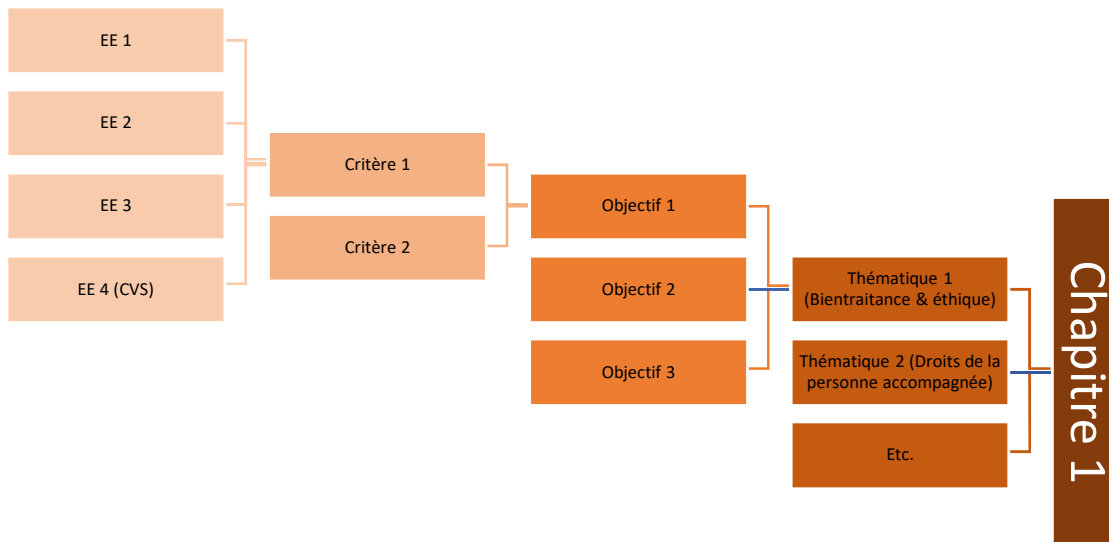 EE 1
EE 2
EE 3
EE 4 (CVS)
Critère 1
Critère 2
Objectif 1
Objectif 2
Objectif 3
Thématique 1
(Bientraitance & éthique)
Thématique 2 (Droits de la
personne accompagnée)
Etc.
Chapitre 1